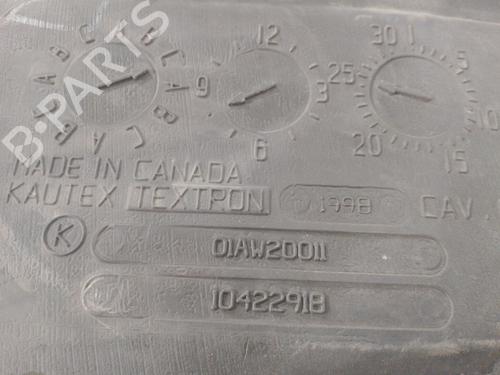 12
30 1
5
9
3
25
10
6
20
15
A B C A B C A B C
MADE IN CANADA
KAUTEX TEXTRON 1998 CAV
K 01AW20011
10422918
B-PARTS